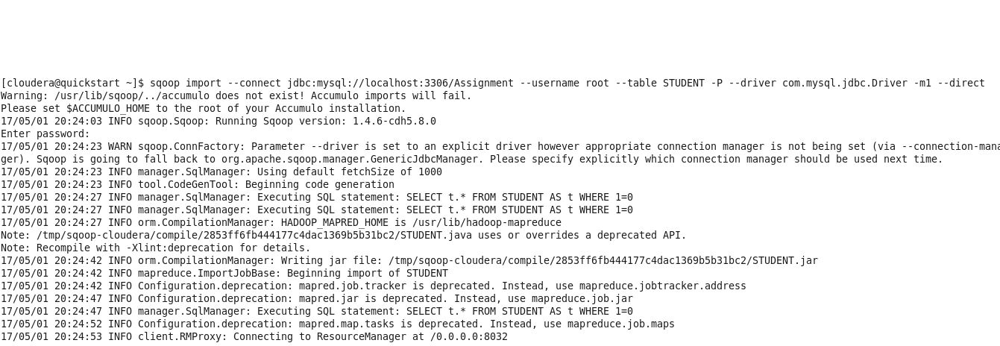 [cloudera@quickstart ~]$ sqoop import --connect jdbc:mysql://localhost:3306/Assignment --username root --table STUDENT -P --driver com.mysql.jdbc.Driver -m1 --direct
Warning: /usr/lib/sqoop/../accumulo does not exist! Accumulo imports will fail.
Please set $ACCUMULO_HOME to the root of your Accumulo installation.
17/05/01 20:24:03 INFO sqoop.Sqoop: Running Sqoop version: 1.4.6-cdh5.8.0
Enter password:
17/05/01 20:24:23 WARN sqoop.ConnFactory: Parameter --driver is set to an explicit driver however appropriate connection manager is not being set (via --connection-mana
ger). Sqoop is going to fall back to org.apache.sqoop.manager.GenericJdbcManager. Please specify explicitly which connection manager should be used next time.
17/05/01 20:24:23 INFO manager.SqlManager: Using default fetchSize of 1000
17/05/01 20:24:23 INFO tool.CodeGenTool: Beginning code generation
17/05/01 20:24:27 INFO manager.SqlManager: Executing SQL statement: SELECT t.* FROM STUDENT AS t WHERE 1=0
17/05/01 20:24:27 INFO manager.SqlManager: Executing SQL statement: SELECT t.* FROM STUDENT AS t WHERE 1=0
17/05/01 20:24:27 INFO orm.CompilationManager: HADOOP_MAPRED_HOME is /usr/lib/hadoop-mapreduce
Note: /tmp/sqoop-cloudera/compile/2853ff6fb444177c4dac1369b5b31bc2/STUDENT.java uses or overrides a deprecated API.
Note: Recompile with -Xlint:deprecation for details.
17/05/01 20:24:42 INFO orm.CompilationManager: Writing jar file: /tmp/sqoop-cloudera/compile/2853ff6fb444177c4dac1369b5b31bc2/STUDENT.jar
17/05/01 20:24:42 INFO mapreduce.ImportJobBase: Beginning import of STUDENT
17/05/01 20:24:42 INFO Configuration.deprecation: mapred.job.tracker is deprecated. Instead, use mapreduce.jobtracker.address
17/05/01 20:24:47 INFO Configuration.deprecation: mapred.jar is deprecated. Instead, use mapreduce.job.jar
17/05/01 20:24:47 INFO manager.SqlManager: Executing SQL statement: SELECT t.* FROM STUDENT AS t WHERE 1=0
17/05/01 20:24:52 INFO Configuration.deprecation: mapred.map.tasks is deprecated. Instead, use mapreduce.job.maps
17/05/01 20:24:53 INFO client.RMProxy: Connecting to ResourceManager at /0.0.0.0:8032